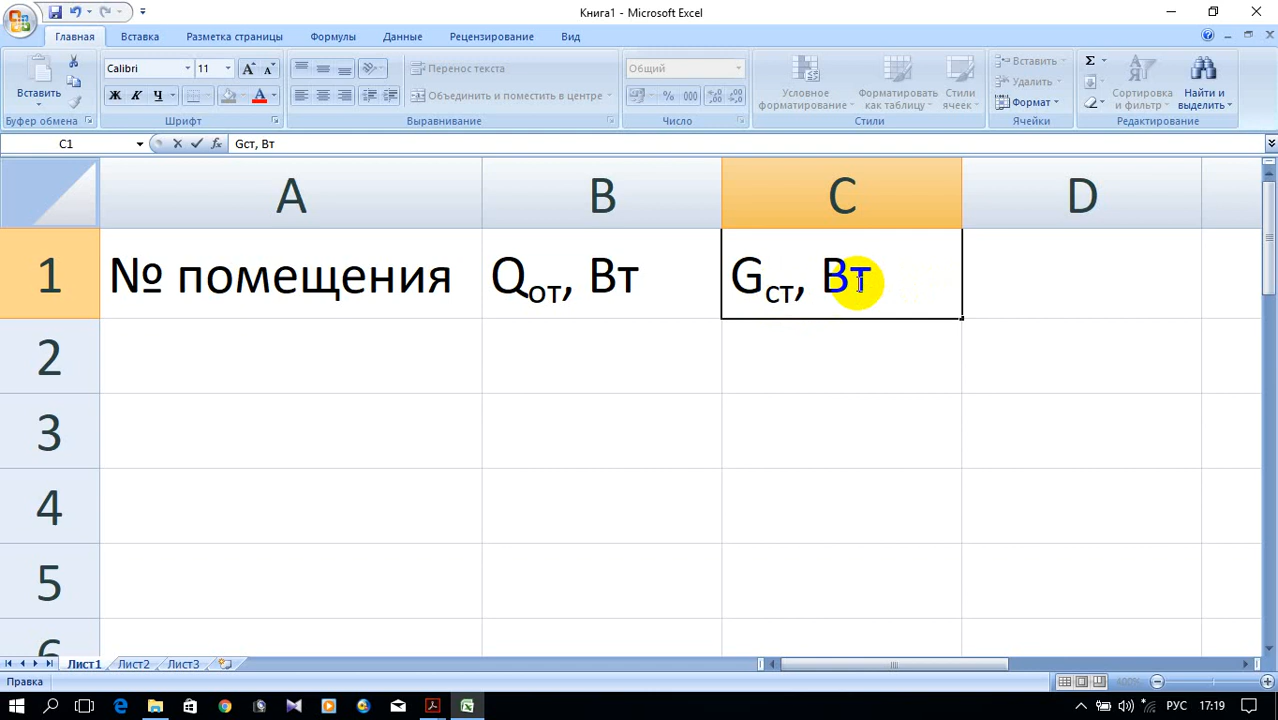 Книга1 - Microsoft Excel
Главная Вставка Разметка страницы Формулы Данные Рецензирование Вид
Вставить
Буфер обмена
Calibri 11
Ж К Ч А
Шрифт
Перенос текста
Объединить и поместить в центре
Выравнивание
Общий
% 000
Число
Условное форматирование
Форматировать как таблицу
Стили ячеек
Стили
Вставить
Удалить
Формат
Ячейки
Σ
Сортировка и фильтр
Найти и выделить
Редактирование
C1 fx Gст, Вт
A B C D
1 № помещения Qот, Вт Gст, Вт
2
3
4
5
6
Лист1 Лист2 Лист3
Правка 400%
РУС 17:19